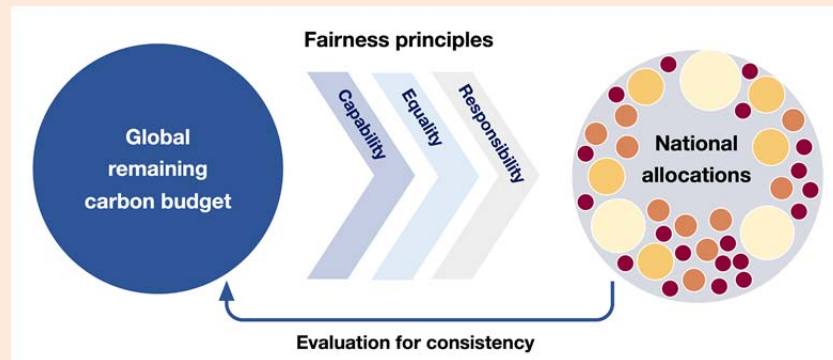 Fairness principles
Global
remaining
carbon budget
Capability
Equality
Responsibility
National
allocations
Evaluation for consistency